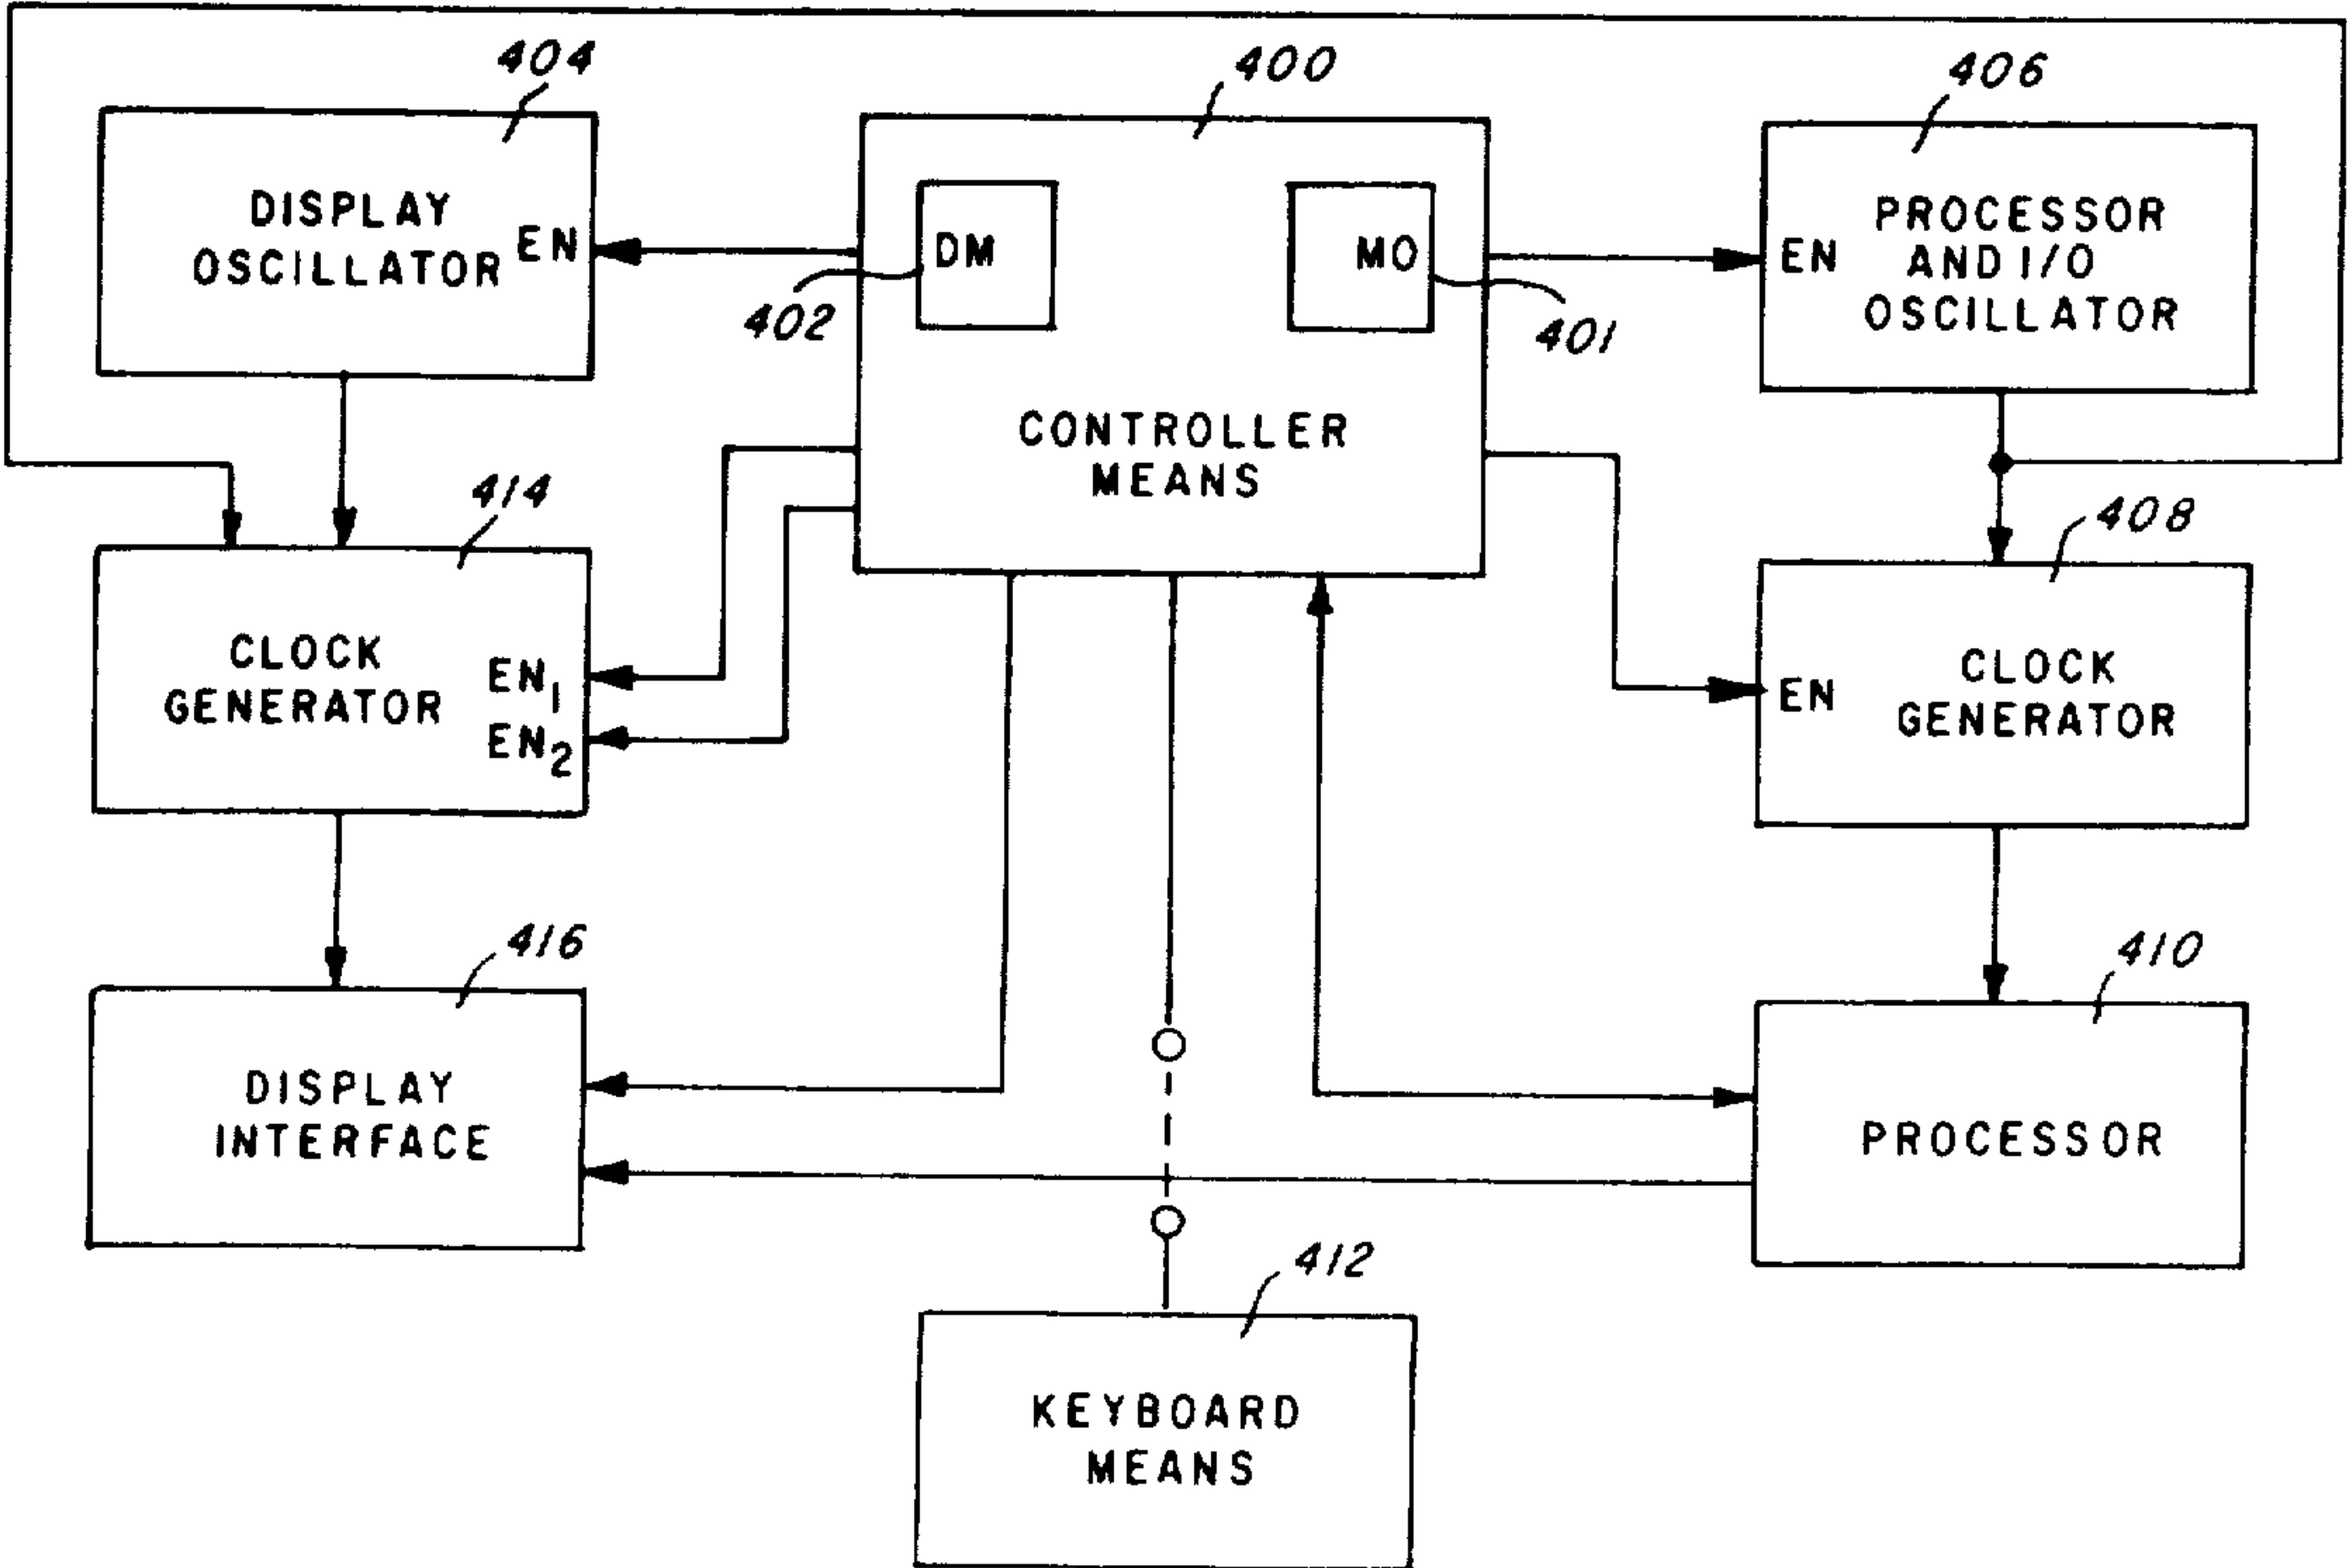 404
400
406
DISPLAY
OSCILLATOR
EN
DM
MO
402
401
EN
PROCESSOR
AND I/O
OSCILLATOR
CONTROLLER
MEANS
414
408
CLOCK
GENERATOR
EN1
EN2
EN
CLOCK
GENERATOR
416
410
DISPLAY
INTERFACE
PROCESSOR
412
KEYBOARD
MEANS